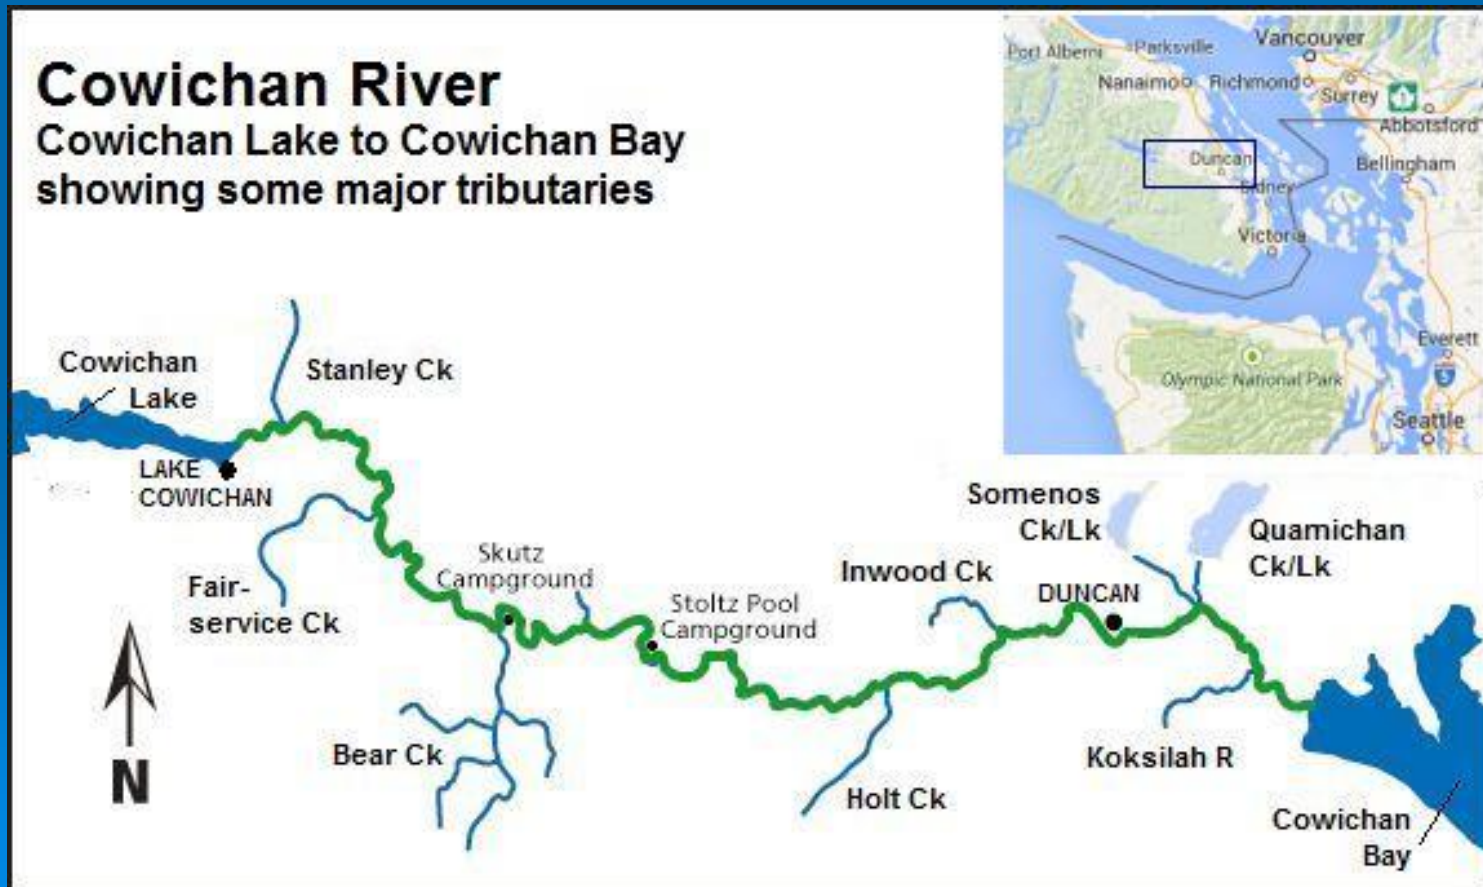 Cowichan River
Cowichan Lake to Cowichan Bay
showing some major tributaries
Port Alberni
Parksville
Vancouver
Nanaimo
Richmond
Surrey
1
Abbotsford
Duncan
Bellingham
Sidney
Victoria
Everett
Olympic National Park
5
Seattle
Cowichan
Lake
Stanley Ck
LAKE
COWICHAN
Fair-
service Ck
Skutz
Campground
Stoltz Pool
Campground
Bear Ck
Inwood Ck
Holt Ck
Somenos
Ck/Lk
Quamichan
Ck/Lk
DUNCAN
Koksilah R
Cowichan
Bay
N